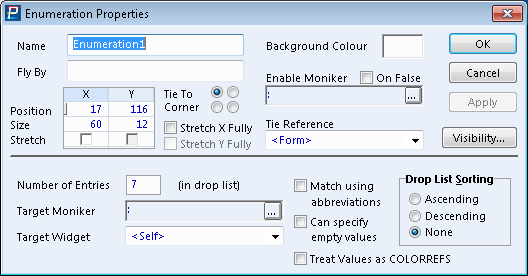 Enumeration Properties
Name
Enumeration1
Background Colour
OK
Fly By
Enable Moniker
On False
Cancel
:
...
Apply
X
Y
Tie To
Corner
Position
17
116
Size
60
12
Stretch
Stretch X Fully
Stretch Y Fully
Tie Reference
<Form>
Visibility...
Number of Entries
7
(in drop list)
Match using
abbreviations
Drop List Sorting
Ascending
Descending
None
Target Moniker
:
...
Can specify
empty values
Target Widget
<Self>
Treat Values as COLORREFS